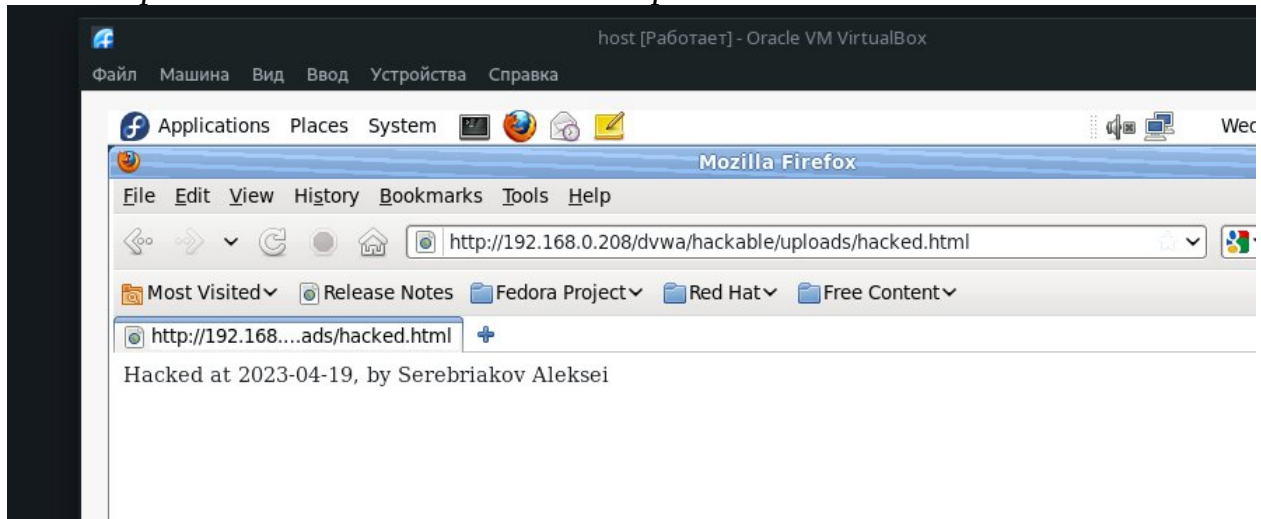 host [Работает] - Oracle VM VirtualBox
Файл Машина Вид Ввод Устройства Справка
Applications Places System
Mozilla Firefox
File Edit View History Bookmarks Tools Help
http://192.168.0.208/dvwa/hackable/uploads/hacked.html
Most Visited Release Notes Fedora Project Red Hat Free Content
http://192.168....ads/hacked.html
Hacked at 2023-04-19, by Serebriakov Aleksei